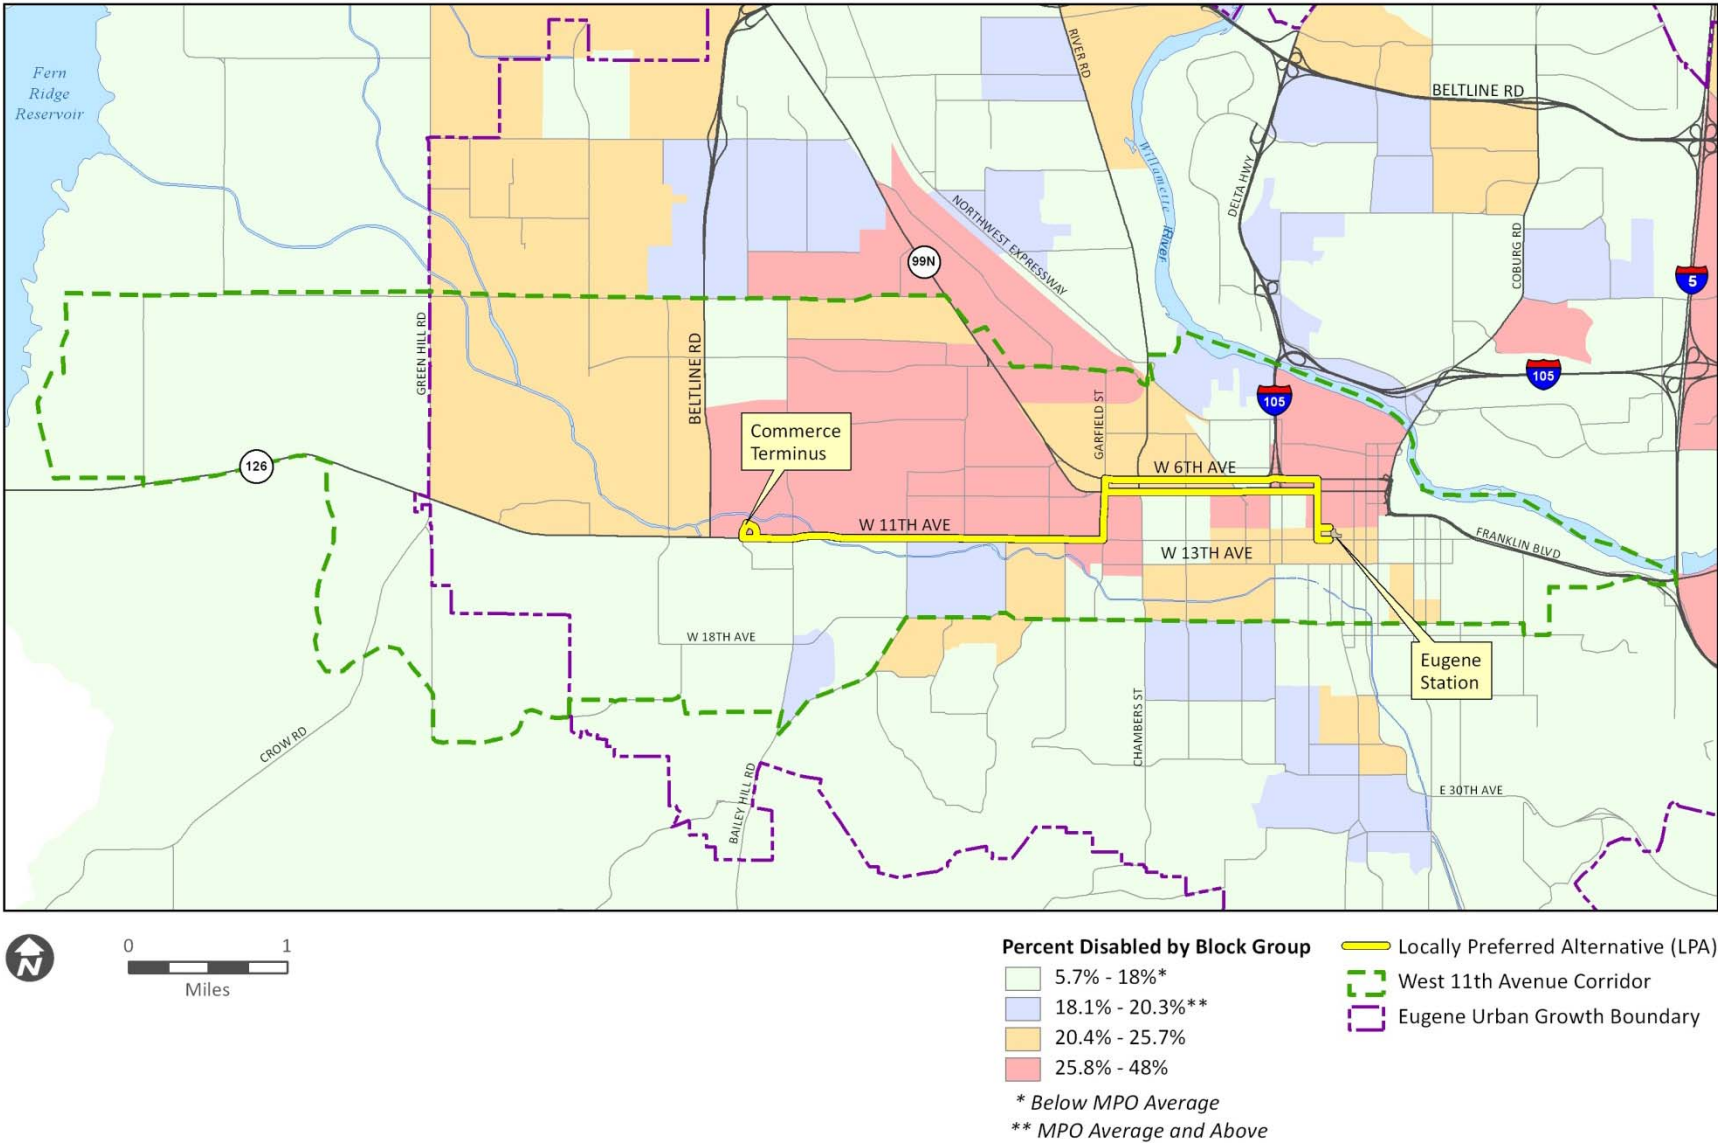 Fern
Ridge
Reservoir
RIVER RD
BELTLINE RD
Willamette
River
DELTA HWY
NORTHWEST EXPRESSWAY
COBURG RD
99N
5
GREEN HILL RD
BELTLINE RD
105
105
GARFIELD ST
Commerce
Terminus
126
W 6TH AVE
W 11TH AVE
W 13TH AVE
FRANKLIN BLVD
W 18TH AVE
Eugene
Station
CHAMBERS ST
CROW RD
BAILEY HILL RD
E 30TH AVE
N
0 1
Miles
Percent Disabled by Block Group
5.7% - 18%*
18.1% - 20.3%**
20.4% - 25.7%
25.8% - 48%
* Below MPO Average
** MPO Average and Above
Locally Preferred Alternative (LPA)
West 11th Avenue Corridor
Eugene Urban Growth Boundary